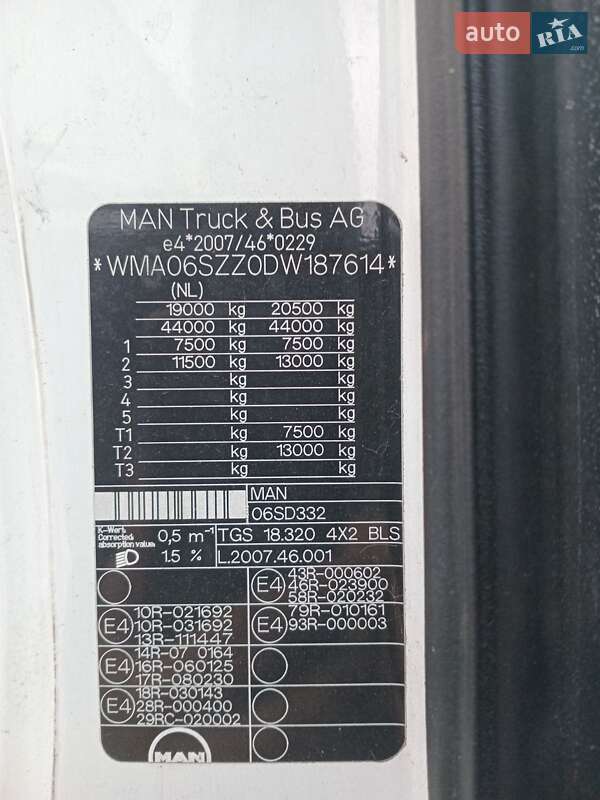 auto RIA.com
MAN Truck & Bus AG
e4*2007/46*0229
*WMA06SZZ0DW187614*
(NL)
19000 kg 20500 kg
44000 kg 44000 kg
1 7500 kg 7500 kg
2 11500 kg 13000 kg
3 kg kg
4 kg kg
5 kg kg
T1 kg 7500 kg
T2 kg 13000 kg
T3 kg kg
MAN
06SD332
K-Wert:
Corrected
absorption value:
0,5 m⁻¹
TGS 18.320 4X2 BLS
1.5 %
L.2007.46.001
E4 43R-000602
46R-023900
58R-020232
E4 10R-021692
10R-031692
13R-111447
E4 79R-010161
93R-000003
E4 14R-07 0164
16R-060125
17R-080230
E4 18R-030143
28R-000400
29RC-020002
MAN